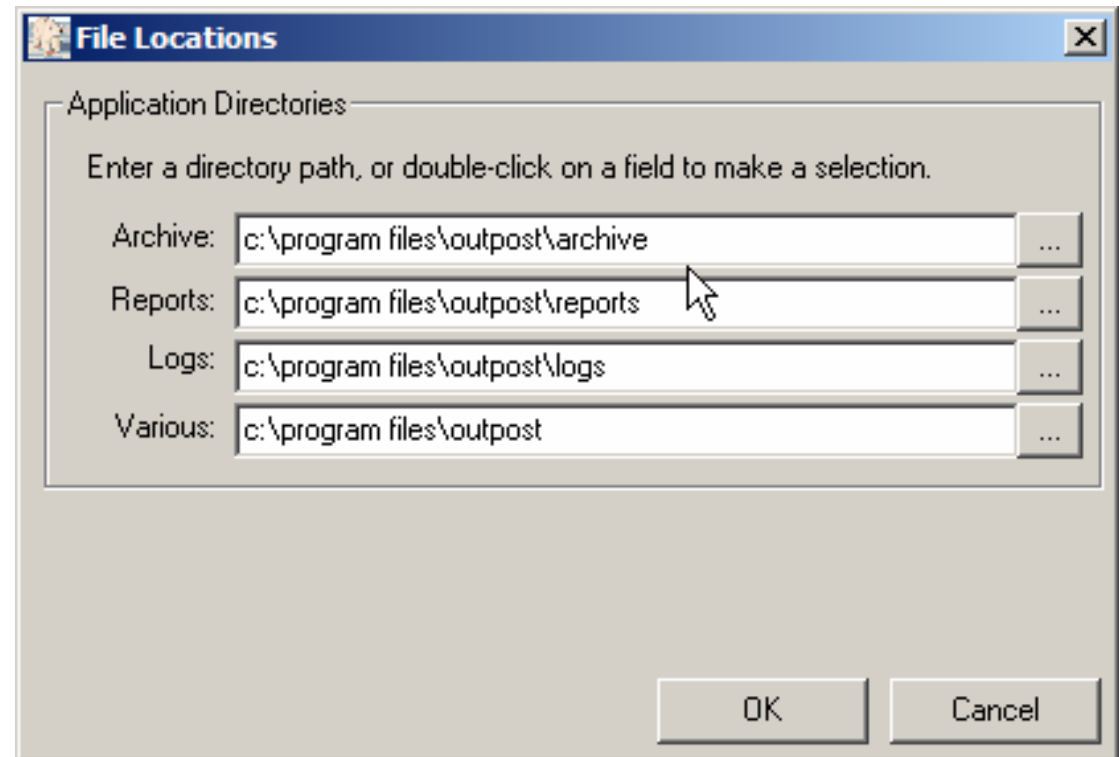 File Locations
Application Directories
Enter a directory path, or double-click on a field to make a selection.
Archive: c:\program files\outpost\archive ...
Reports: c:\program files\outpost\reports ...
Logs: c:\program files\outpost\logs ...
Various: c:\program files\outpost ...
OK Cancel